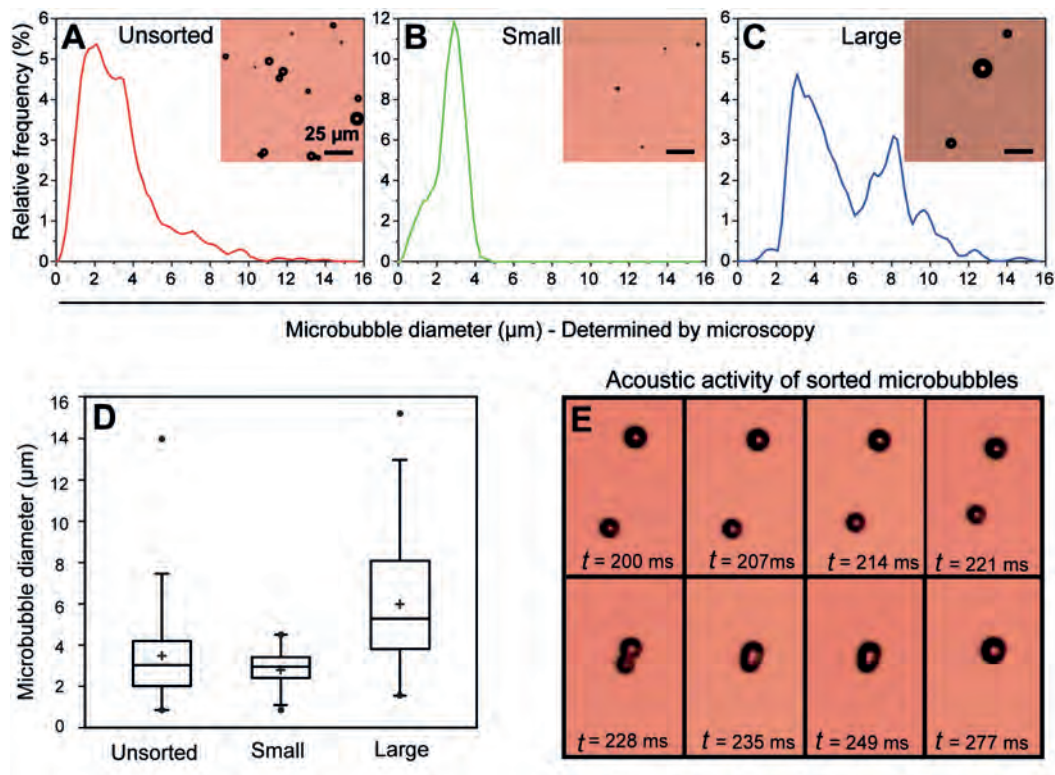 A Unsorted
B Small
C Large
Relative frequency (%)
6
5
4
3
2
1
0
0 2 4 6 8 10 12 14 16
25 µm
12
10
8
6
4
2
0
0 2 4 6 8 10 12 14 16
6
5
4
3
2
1
0
0 2 4 6 8 10 12 14 16
Microbubble diameter (µm) - Determined by microscopy
D
Microbubble diameter (µm)
16
14
12
10
8
6
4
2
0
Unsorted Small Large
Acoustic activity of sorted microbubbles
E
t = 200 ms
t = 207ms
t = 214 ms
t = 221 ms
t = 228 ms
t = 235 ms
t = 249 ms
t = 277 ms